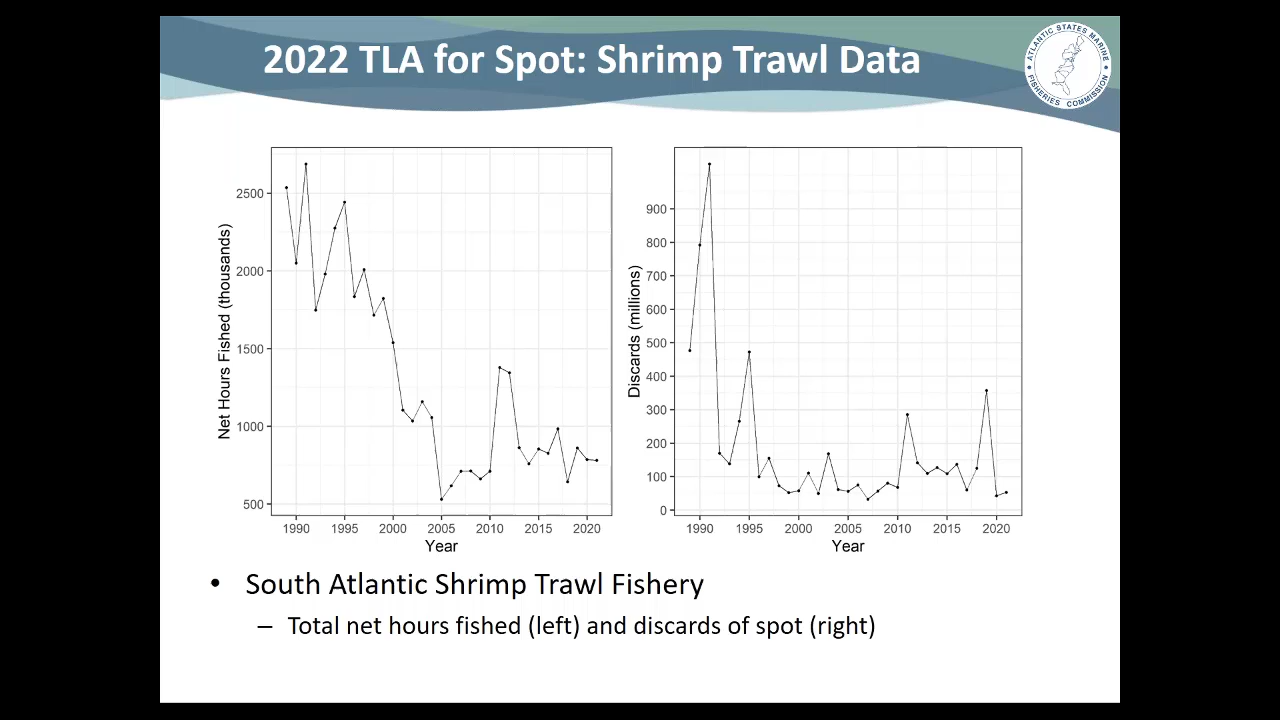 2022 TLA for Spot: Shrimp Trawl Data
ATLANTIC STATES MARINE
FISHERIES COMMISSION
Net Hours Fished (thousands)
2500
2000
1500
1000
500
1990 1995 2000 2005 2010 2015 2020
Year
Discards (millions)
900
800
700
600
500
400
300
200
100
0
1990 1995 2000 2005 2010 2015 2020
Year
• South Atlantic Shrimp Trawl Fishery
– Total net hours fished (left) and discards of spot (right)